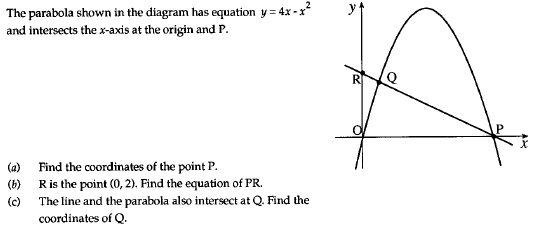 The parabola shown in the diagram has equation y = 4x - x²
and intersects the x-axis at the origin and P.
y
R
Q
O
P
x
(a) Find the coordinates of the point P.
(b) R is the point (0, 2). Find the equation of PR.
(c) The line and the parabola also intersect at Q. Find the
coordinates of Q.